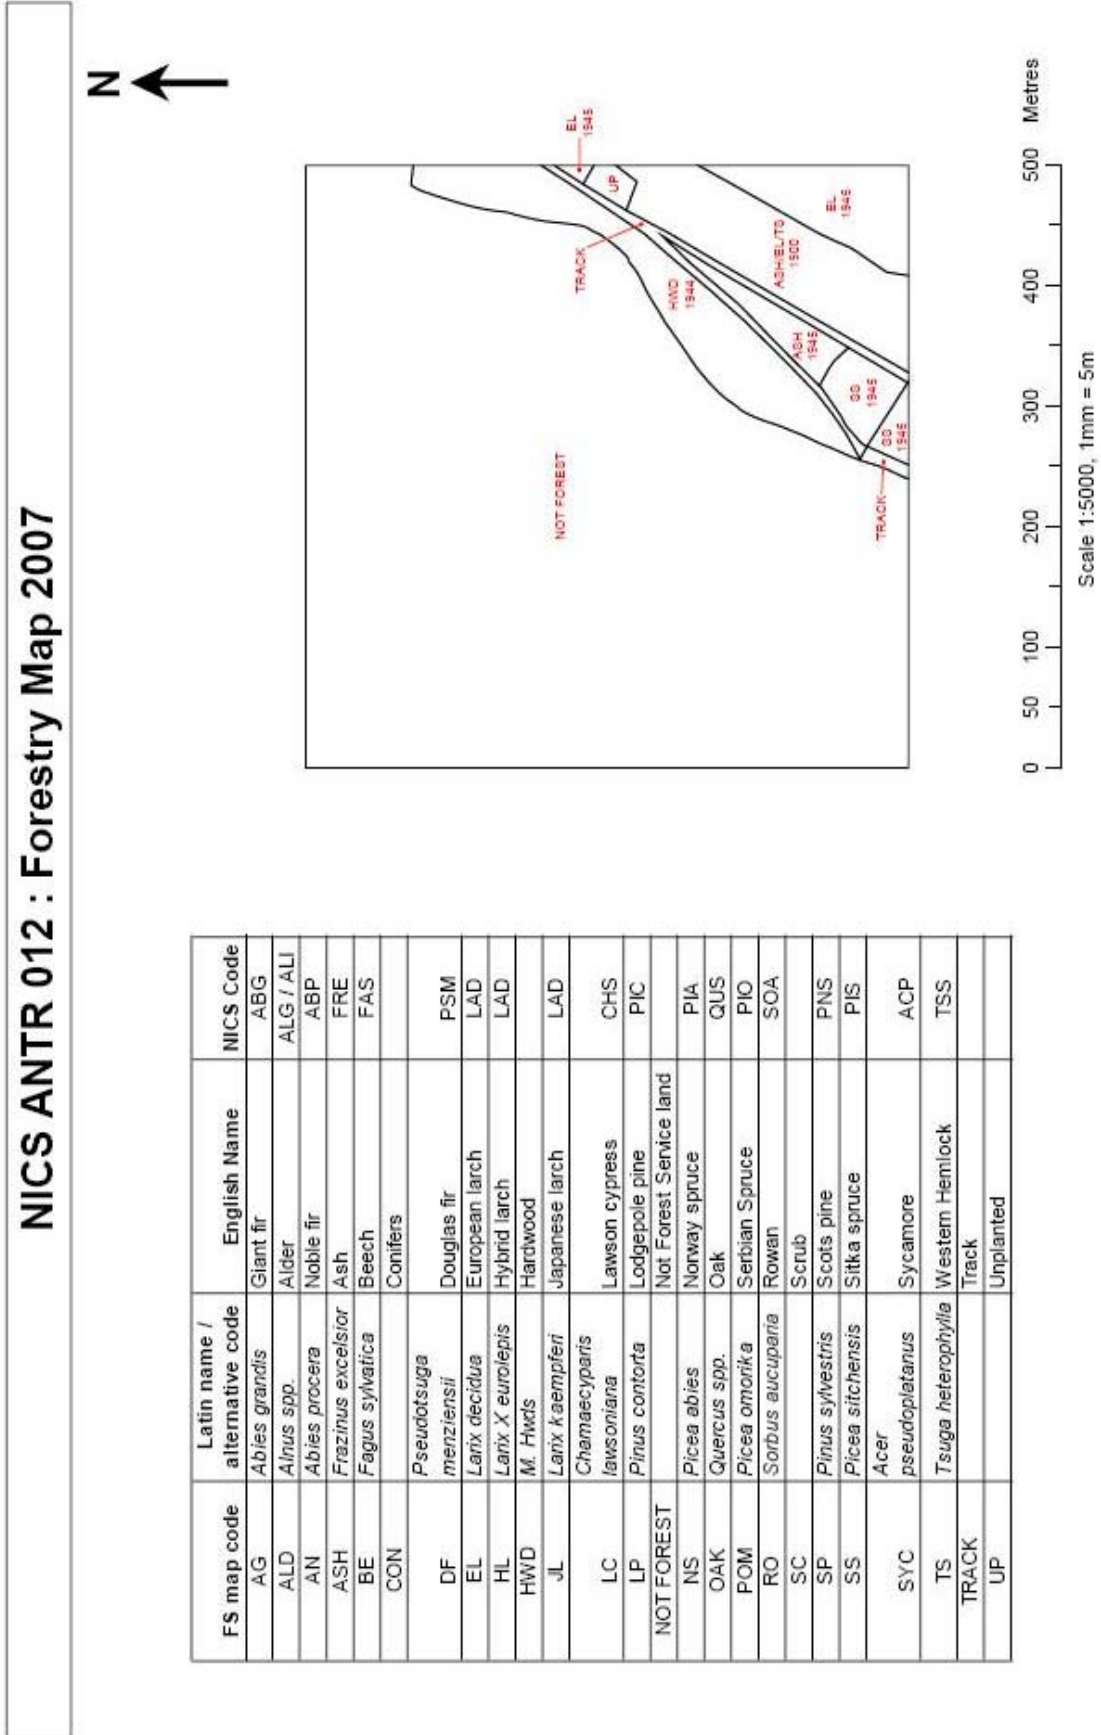 NICS ANTR 012 : Forestry Map 2007
N
FS map code Latin name / alternative code English Name NICS Code
AG Abies grandis Giant fir ABG
ALD Alnus spp. Alder ALG / ALI
AN Abies procera Noble fir ABP
ASH Frazinus excelsior Ash FRE
BE Fagus sylvatica Beech FAS
CON Conifers
DF Pseudotsuga menziensii Douglas fir PSM
EL Larix decidua European larch LAD
HL Larix X eurolepis Hybrid larch LAD
HWD M. Hwds Hardwood
JL Larix kaempferi Japanese larch LAD
LC Chamaecyparis lawsoniana Lawson cypress CHS
LP Pinus contorta Lodgepole pine PIC
NOT FOREST Not Forest Service land
NS Picea abies Norway spruce PIA
OAK Quercus spp. Oak QUS
POM Picea omorika Serbian Spruce PIO
RO Sorbus aucuparia Rowan SOA
SC Scrub
SP Pinus sylvestris Scots pine PNS
SS Picea sitchensis Sitka spruce PIS
SYC Acer pseudoplatanus Sycamore ACP
TS Tsuga heterophylla Western Hemlock TSS
TRACK Track
UP Unplanted
EL
1945
UP
TRACK
HWD
1944
NOT FOREST
ASH/EL/TS
1900
EL
1945
ASH
1945
SS
1945
SS
1945
TRACK
0 50 100 200 300 400 500 Metres
Scale 1:5000, 1mm = 5m